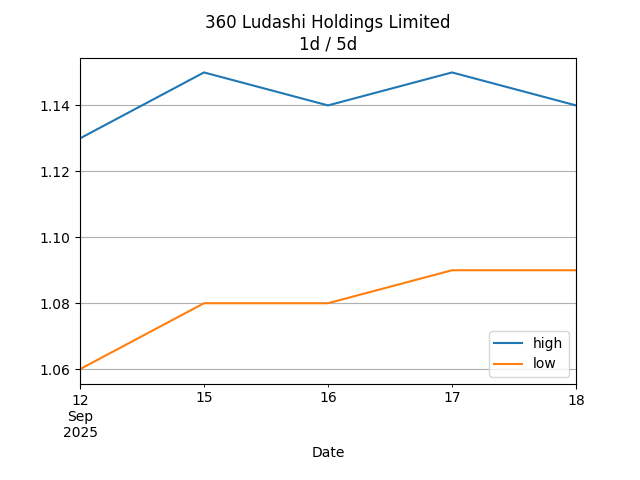 360 Ludashi Holdings Limited
1d / 5d
1.14
1.12
1.10
1.08
1.06
high
low
12
Sep
2025
15
16
17
18
Date